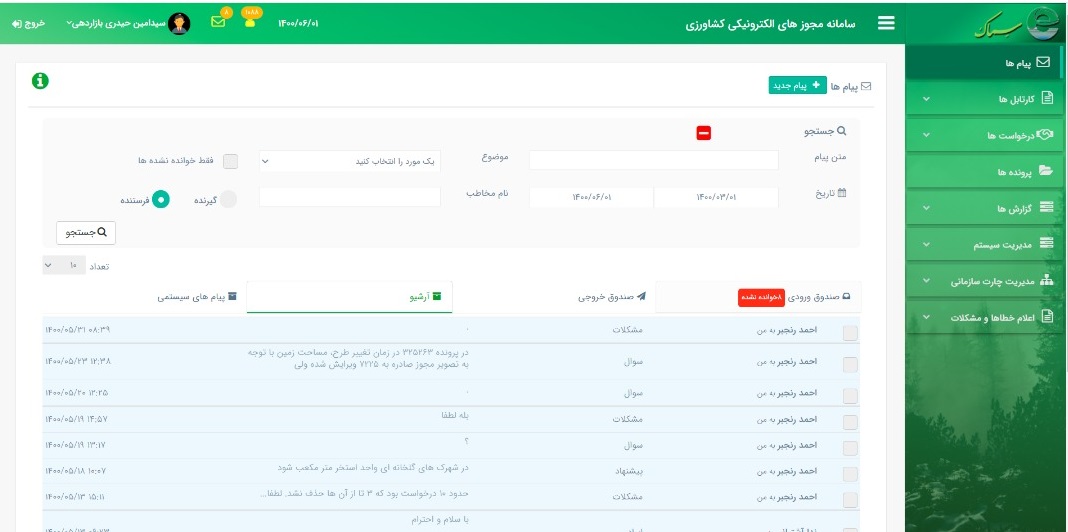 سماک
سامانه مجوز های الکترونیکی کشاورزی
۱۴۰۰/۰۶/۰۱
۱۰۸۸
۸
سیدامین حیدری بازاردهی
خروج
پیام ها
کارتابل ها
درخواست ها
پرونده ها
گزارش ها
مدیریت سیستم
مدیریت چارت سازمانی
اعلام خطاها و مشکلات
پیام ها
+ پیام جدید
جستجو
متن پیام
موضوع
یک مورد را انتخاب کنید
فقط خوانده نشده ها
تاریخ
۱۴۰۰/۰۳/۰۱
۱۴۰۰/۰۶/۰۱
نام مخاطب
گیرنده
فرستنده
جستجو
تعداد ۱۰
صندوق ورودی ۸خوانده نشده
صندوق خروجی
آرشیو
پیام های سیستمی
احمد رنجبر به من مشکلات . ۱۴۰۰/۰۵/۳۱ ۰۸:۳۹
احمد رنجبر به من سوال در پرونده ۳۲۵۲۶۳ در زمان تغییر طرح، مساحت زمین با توجه
به تصویر مجوز صادره به ۷۲۲۵ ویرایش شده ولی ۱۴۰۰/۰۵/۲۳ ۱۲:۳۸
احمد رنجبر به من سوال . ۱۴۰۰/۰۵/۲۰ ۱۲:۲۵
احمد رنجبر به من مشکلات بله لطفا ۱۴۰۰/۰۵/۱۹ ۱۴:۵۷
احمد رنجبر به من سوال ؟ ۱۴۰۰/۰۵/۱۹ ۱۳:۱۷
احمد رنجبر به من پیشنهاد در شهرک های گلخانه ای واحد استخر متر مکعب شود ۱۴۰۰/۰۵/۱۸ ۱۰:۰۷
احمد رنجبر به من مشکلات حدود ۱۰ درخواست بود که ۳ تا از آن ها حذف نشد. لطفا... ۱۴۰۰/۰۵/۱۳ ۱۵:۱۱
با سلام و احترام